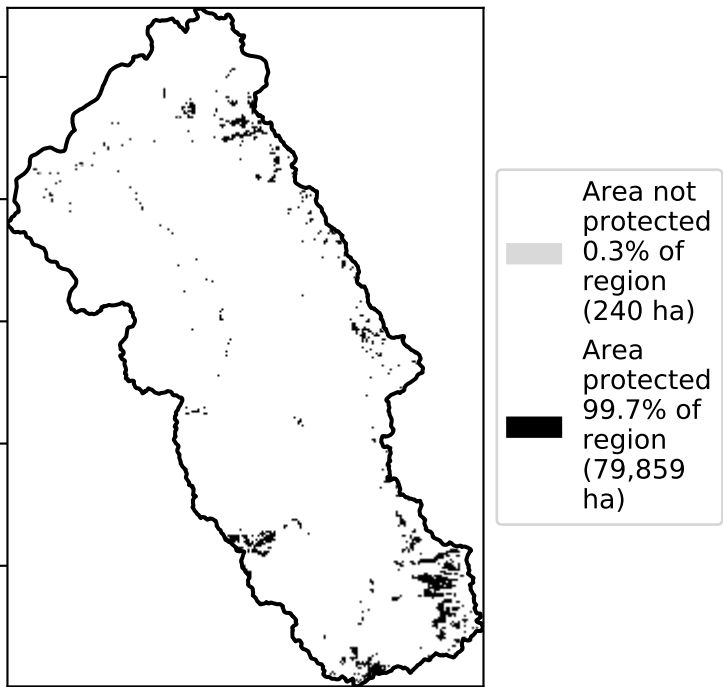 Area not
protected
0.3% of
region
(240 ha)
Area
protected
99.7% of
region
(79,859
ha)